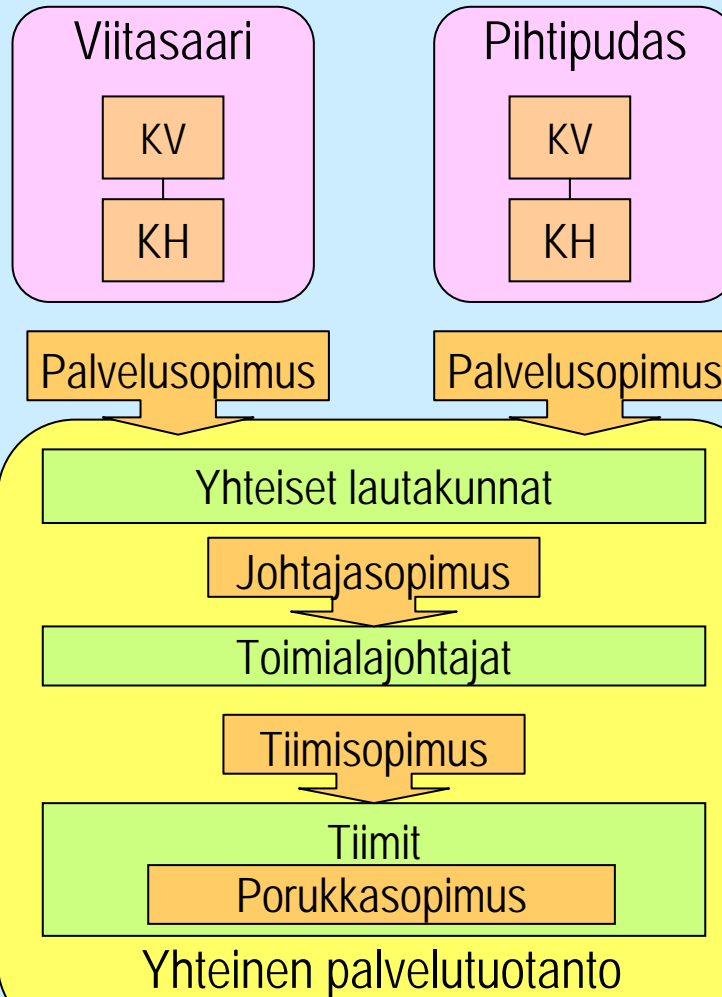 Viitasaari
KV
KH
Pihtipudas
KV
KH
Palvelusopimus
Palvelusopimus
Yhteiset lautakunnat
Johtajasopimus
Toimialajohtajat
Tiimisopimus
Tiimit
Porukkasopimus
Yhteinen palvelutuotanto